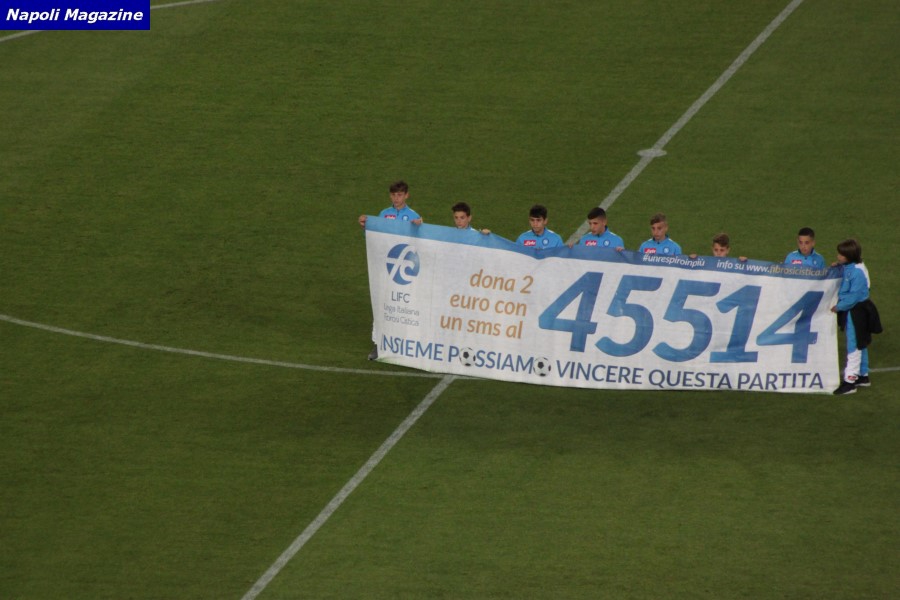 Napoli Magazine
#unrespiroinpiù info su www.fibrosicistica.it
LIFC
Lega Italiana
Fibrosi Cistica
dona 2
euro con
un sms al
45514
INSIEME POSSIAMO VINCERE QUESTA PARTITA